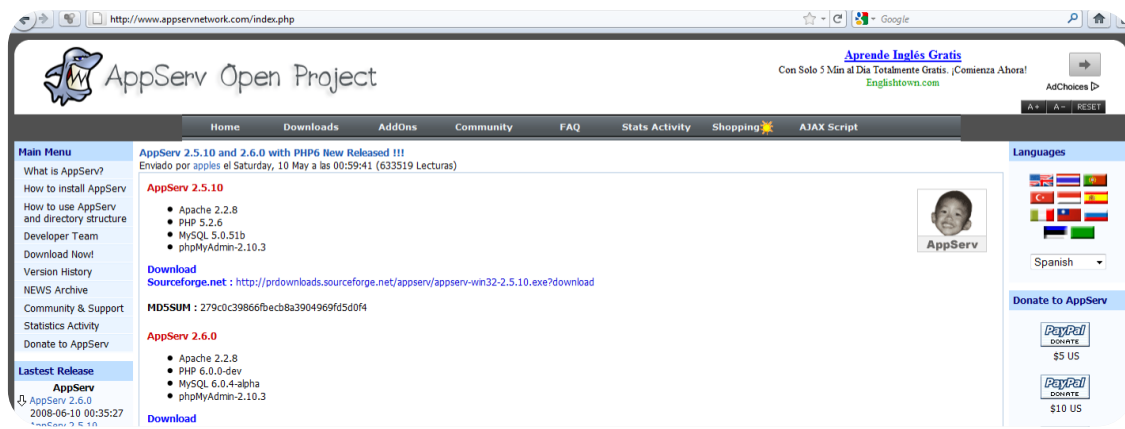 http://www.appservnetwork.com/index.php
Google
AppServ Open Project
Aprende Inglés Gratis
Con Solo 5 Min al Dia Totalmente Gratis. ¡Comienza Ahora!
Englishtown.com
AdChoices
A+ A- RESET
Home Downloads AddOns Community FAQ Stats Activity Shopping AJAX Script
Main Menu
What is AppServ?
How to install AppServ
How to use AppServ
and directory structure
Developer Team
Download Now!
Version History
NEWS Archive
Community & Support
Statistics Activity
Donate to AppServ
Lastest Release
AppServ
AppServ 2.6.0
2008-06-10 00:35:27
AppServ 2.5.10
AppServ 2.5.10 and 2.6.0 with PHP6 New Released !!!
Enviado por apples el Saturday, 10 May a las 00:59:41 (633519 Lecturas)
AppServ 2.5.10
Apache 2.2.8
PHP 5.2.6
MySQL 5.0.51b
phpMyAdmin-2.10.3
AppServ
Download
Sourceforge.net : http://prdownloads.sourceforge.net/appserv/appserv-win32-2.5.10.exe?download
MD5SUM : 279c0c39866fbecb8a3904969fd5d0f4
AppServ 2.6.0
Apache 2.2.8
PHP 6.0.0-dev
MySQL 6.0.4-alpha
phpMyAdmin-2.10.3
Download
Languages
Spanish
Donate to AppServ
PayPal
DONATE
$5 US
PayPal
DONATE
$10 US